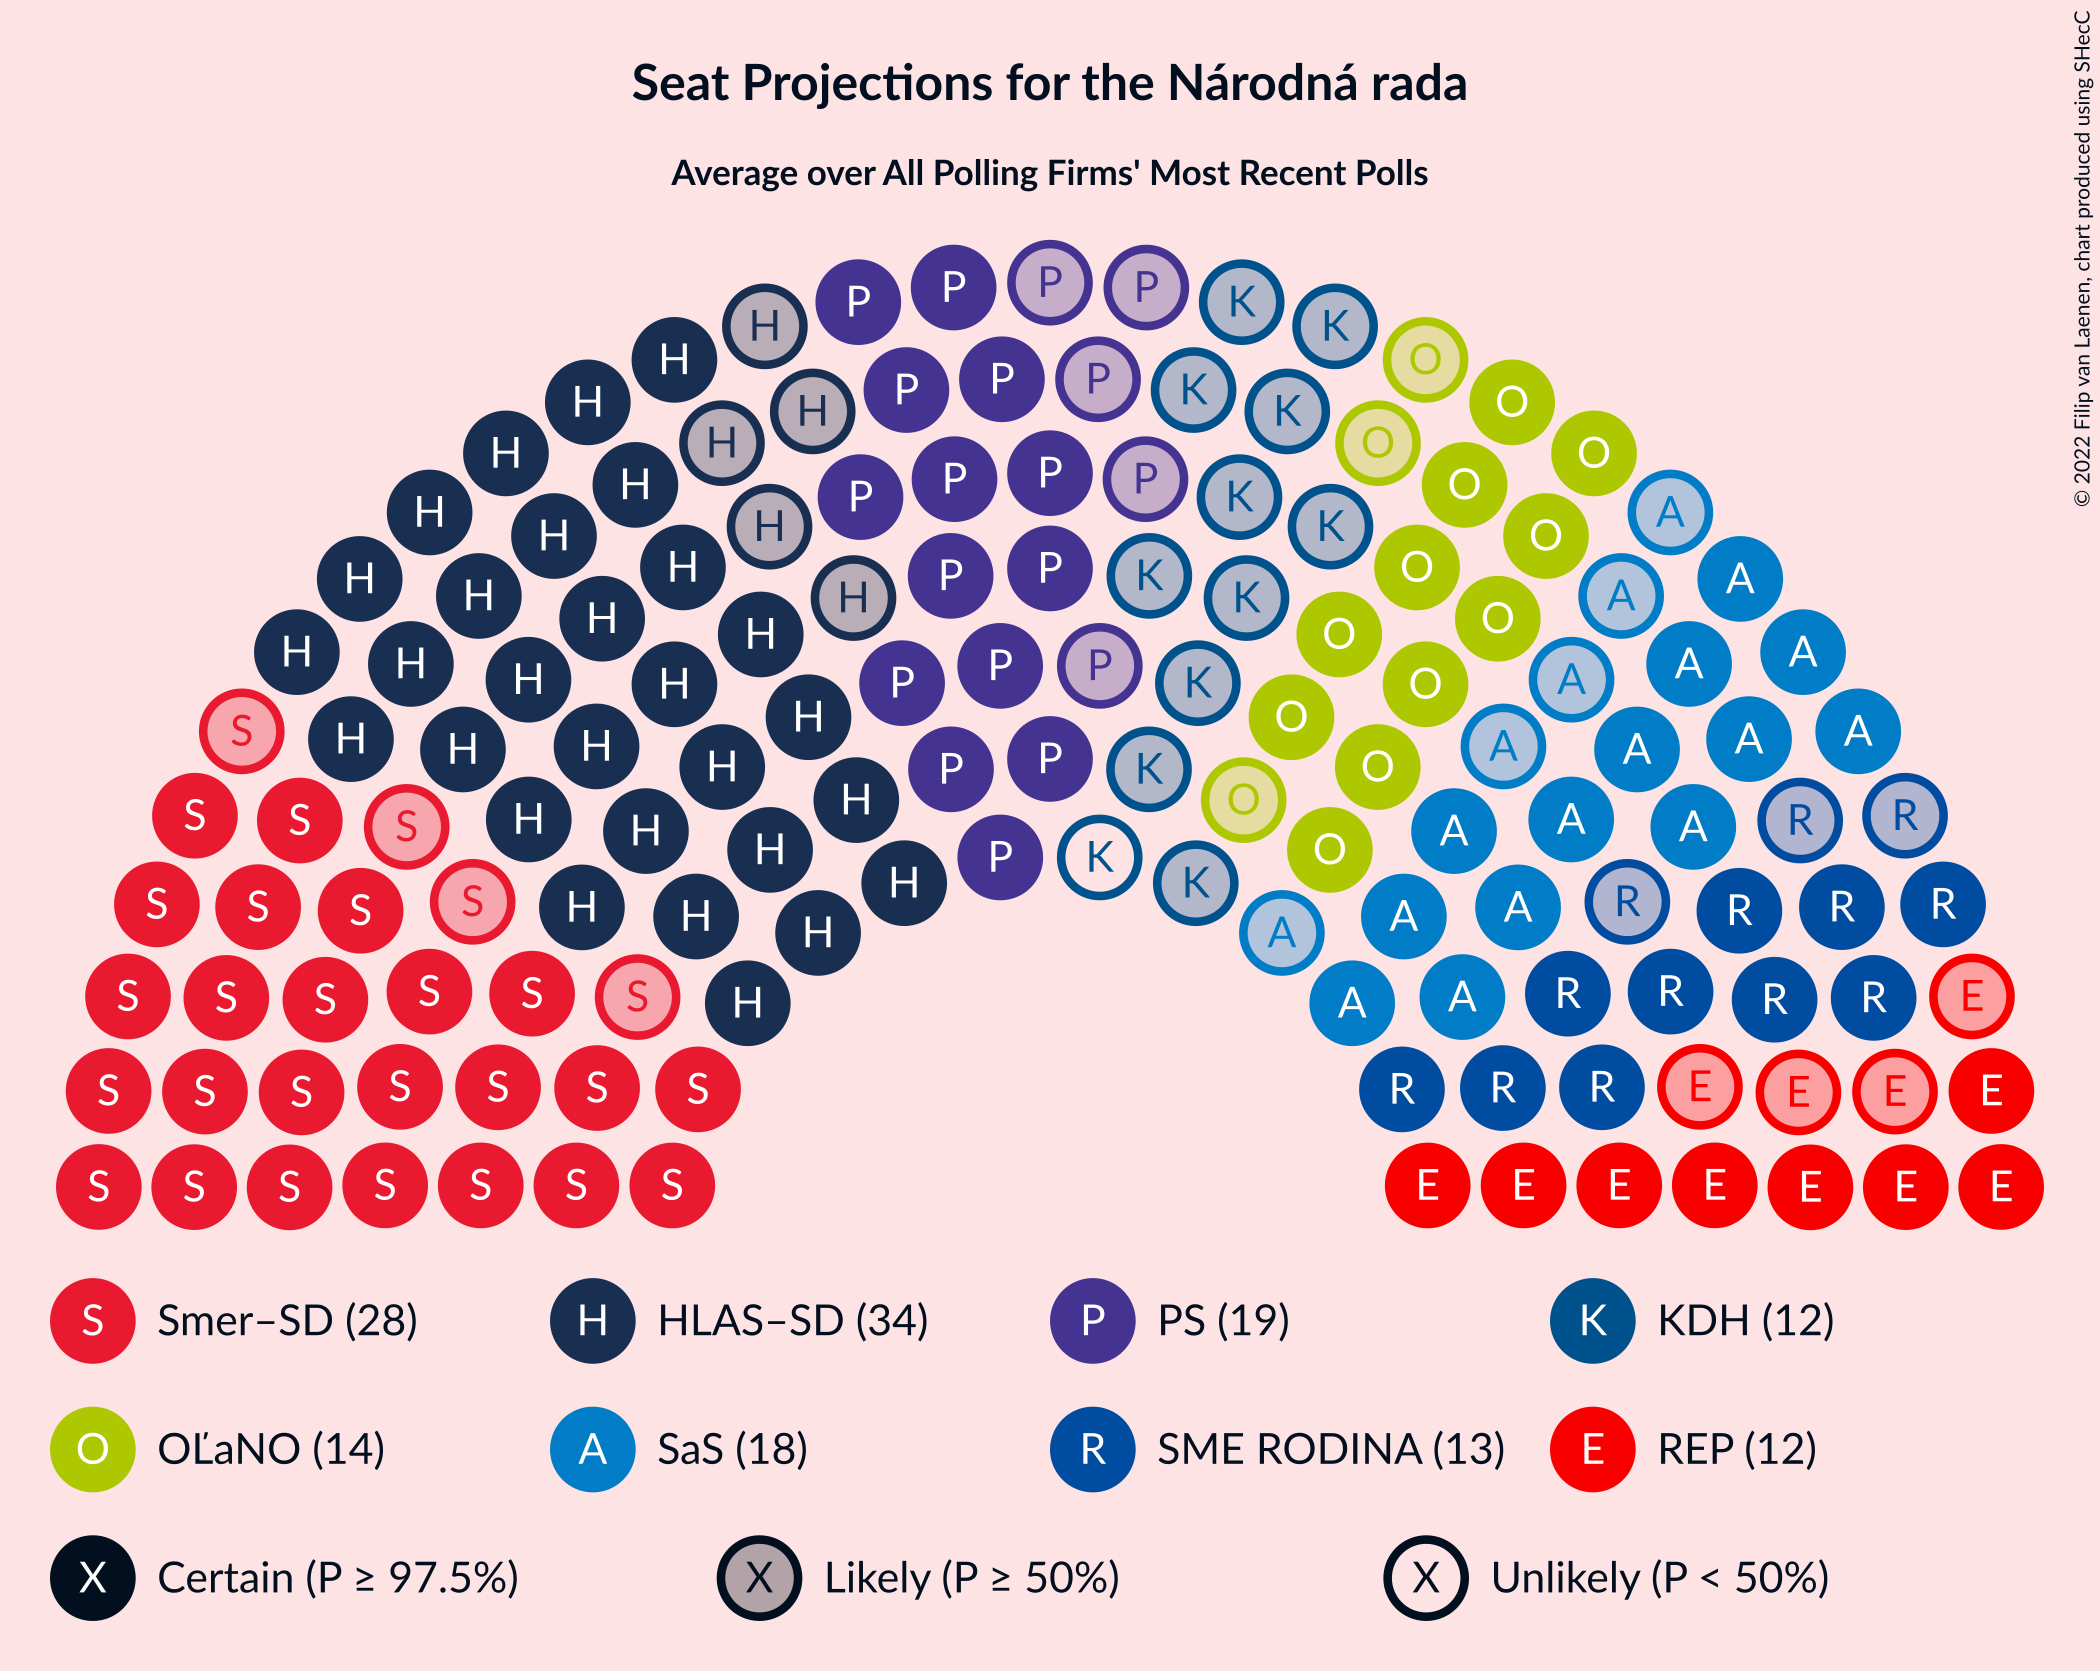 Seat Projections for the Národná rada
Average over All Polling Firms' Most Recent Polls
© 2022 Filip van Laenen, chart produced using SHecC
P P P P K K
H H O O
H P P P K K O O
H H H O O A
H H P P P P K K O A
H H H P P K K O O A A
H H H H O O A
H H H P P P K O A A
S H H H H P P K O O A A A
S S S H H H P K O A A A R R
S S S S H H H H K A A A R R R R
S S S S S S H A A R R R R E
S S S S S S S R R R E E E E
S S S S S S S E E E E E E E
S Smer–SD (28) H HLAS–SD (34) P PS (19) K KDH (12)
O OĽaNO (14) A SaS (18) R SME RODINA (13) E REP (12)
X Certain (P ≥ 97.5%) X Likely (P ≥ 50%) X Unlikely (P < 50%)